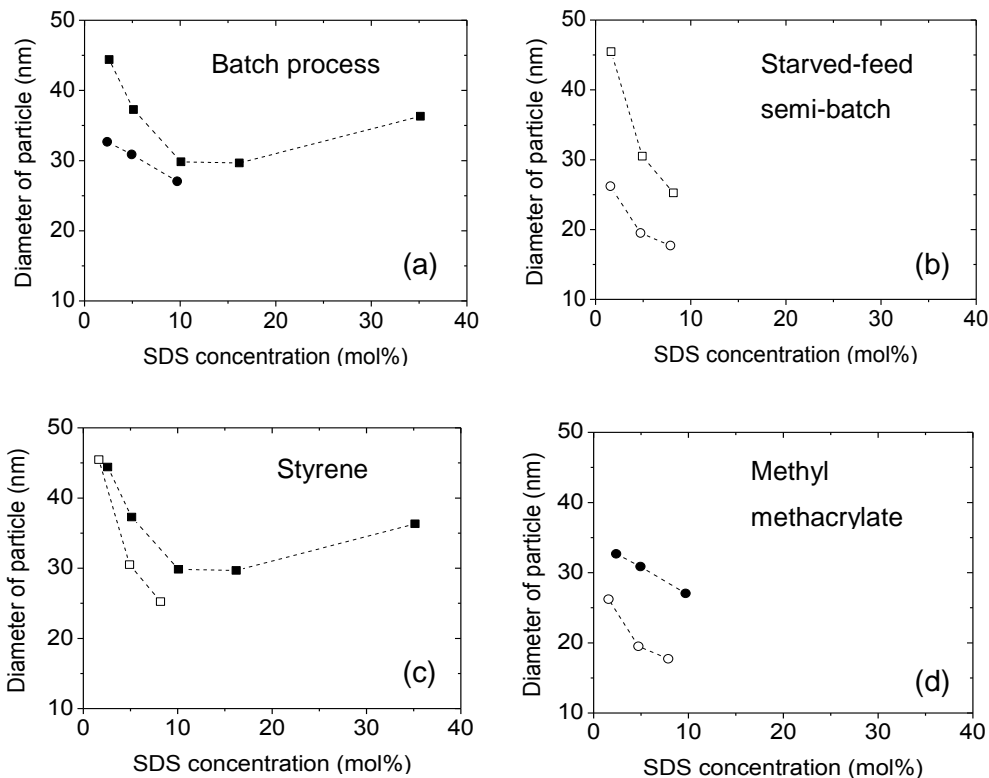 50
40
30
20
10
Diameter of particle (nm)
Batch process
(a)
0 10 20 30 40
SDS concentration (mol%)
50
40
30
20
10
Diameter of particle (nm)
Starved-feed
semi-batch
(b)
0 10 20 30 40
SDS concentration (mol%)
50
40
30
20
10
Diameter of particle (nm)
Styrene
(c)
0 10 20 30 40
SDS concentration (mol%)
50
40
30
20
10
Diameter of particle (nm)
Methyl
methacrylate
(d)
0 10 20 30 40
SDS concentration (mol%)